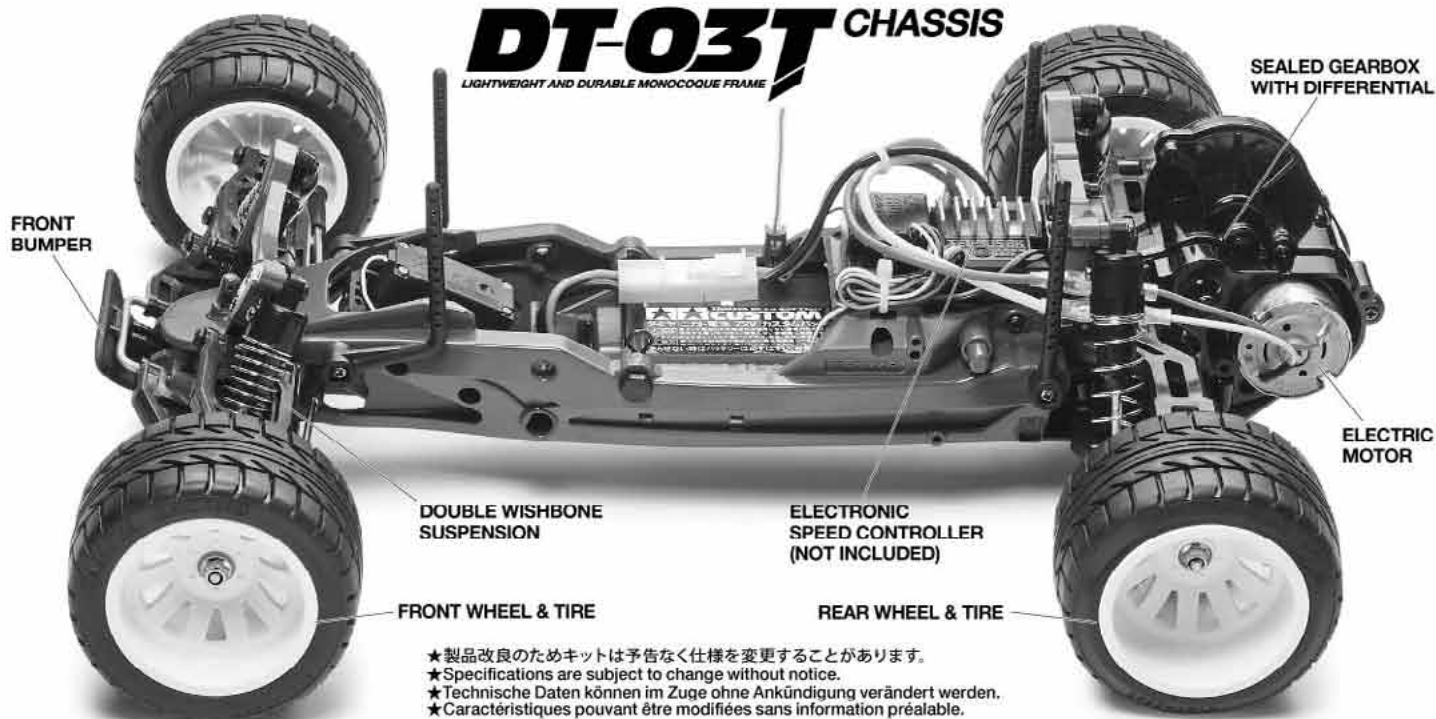 DT-03T CHASSIS
LIGHTWEIGHT AND DURABLE MONOCOQUE FRAME
SEALED GEARBOX
WITH DIFFERENTIAL
FRONT
BUMPER
CUSTOM
ELECTRIC
MOTOR
DOUBLE WISHBONE
SUSPENSION
ELECTRONIC
SPEED CONTROLLER
(NOT INCLUDED)
FRONT WHEEL & TIRE
REAR WHEEL & TIRE
★製品改良のためキットは予告なく仕様を変更することがあります。
★Specifications are subject to change without notice.
★Technische Daten können im Zuge ohne Ankündigung verändert werden.
★Caractéristiques pouvant être modifiées sans information préalable.